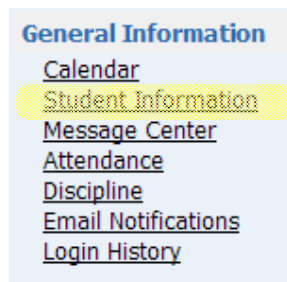 General Information
Calendar
Student Information
Message Center
Attendance
Discipline
Email Notifications
Login History